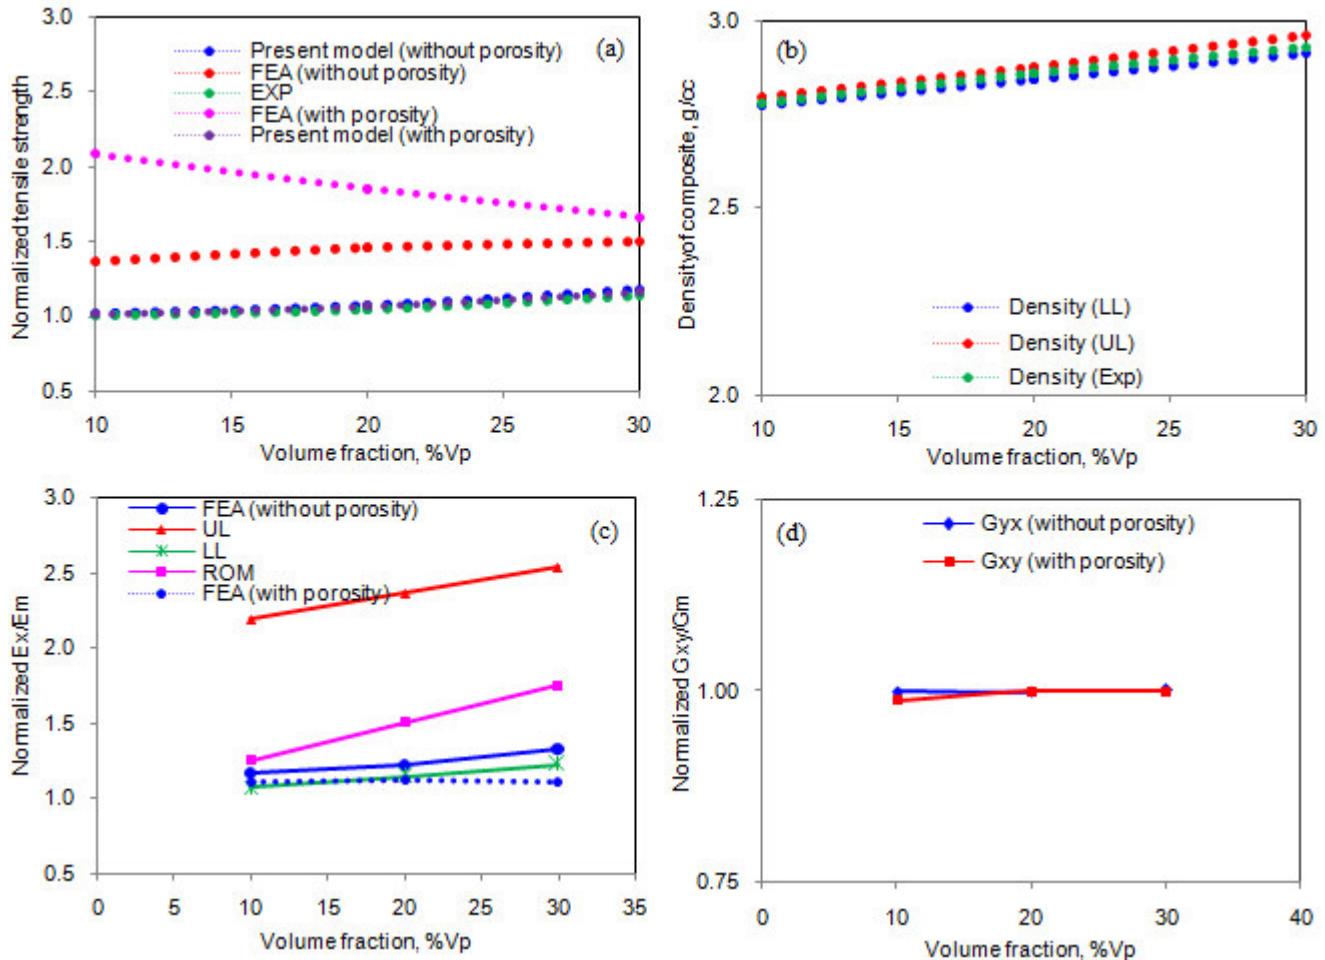 3.0
2.5
2.0
1.5
1.0
0.5
Normalized tensile strength
Present model (without porosity)
FEA (without porosity)
EXP
FEA (with porosity)
Present model (with porosity)
(a)
10 15 20 25 30
Volume fraction, %Vp
3.0
2.5
2.0
Density of composite, g/cc
(b)
Density (LL)
Density (UL)
Density (Exp)
10 15 20 25 30
Volume fraction, %Vp
3.0
2.5
2.0
1.5
1.0
0.5
Normalized Ex/Em
FEA (without porosity)
UL
LL
ROM
FEA (with porosity)
(c)
0 5 10 15 20 25 30 35
Volume fraction, %Vp
1.25
1.00
0.75
Normalized Gxy/Gm
(d)
Gyx (without porosity)
Gxy (with porosity)
0 10 20 30 40
Volume fraction, %Vp